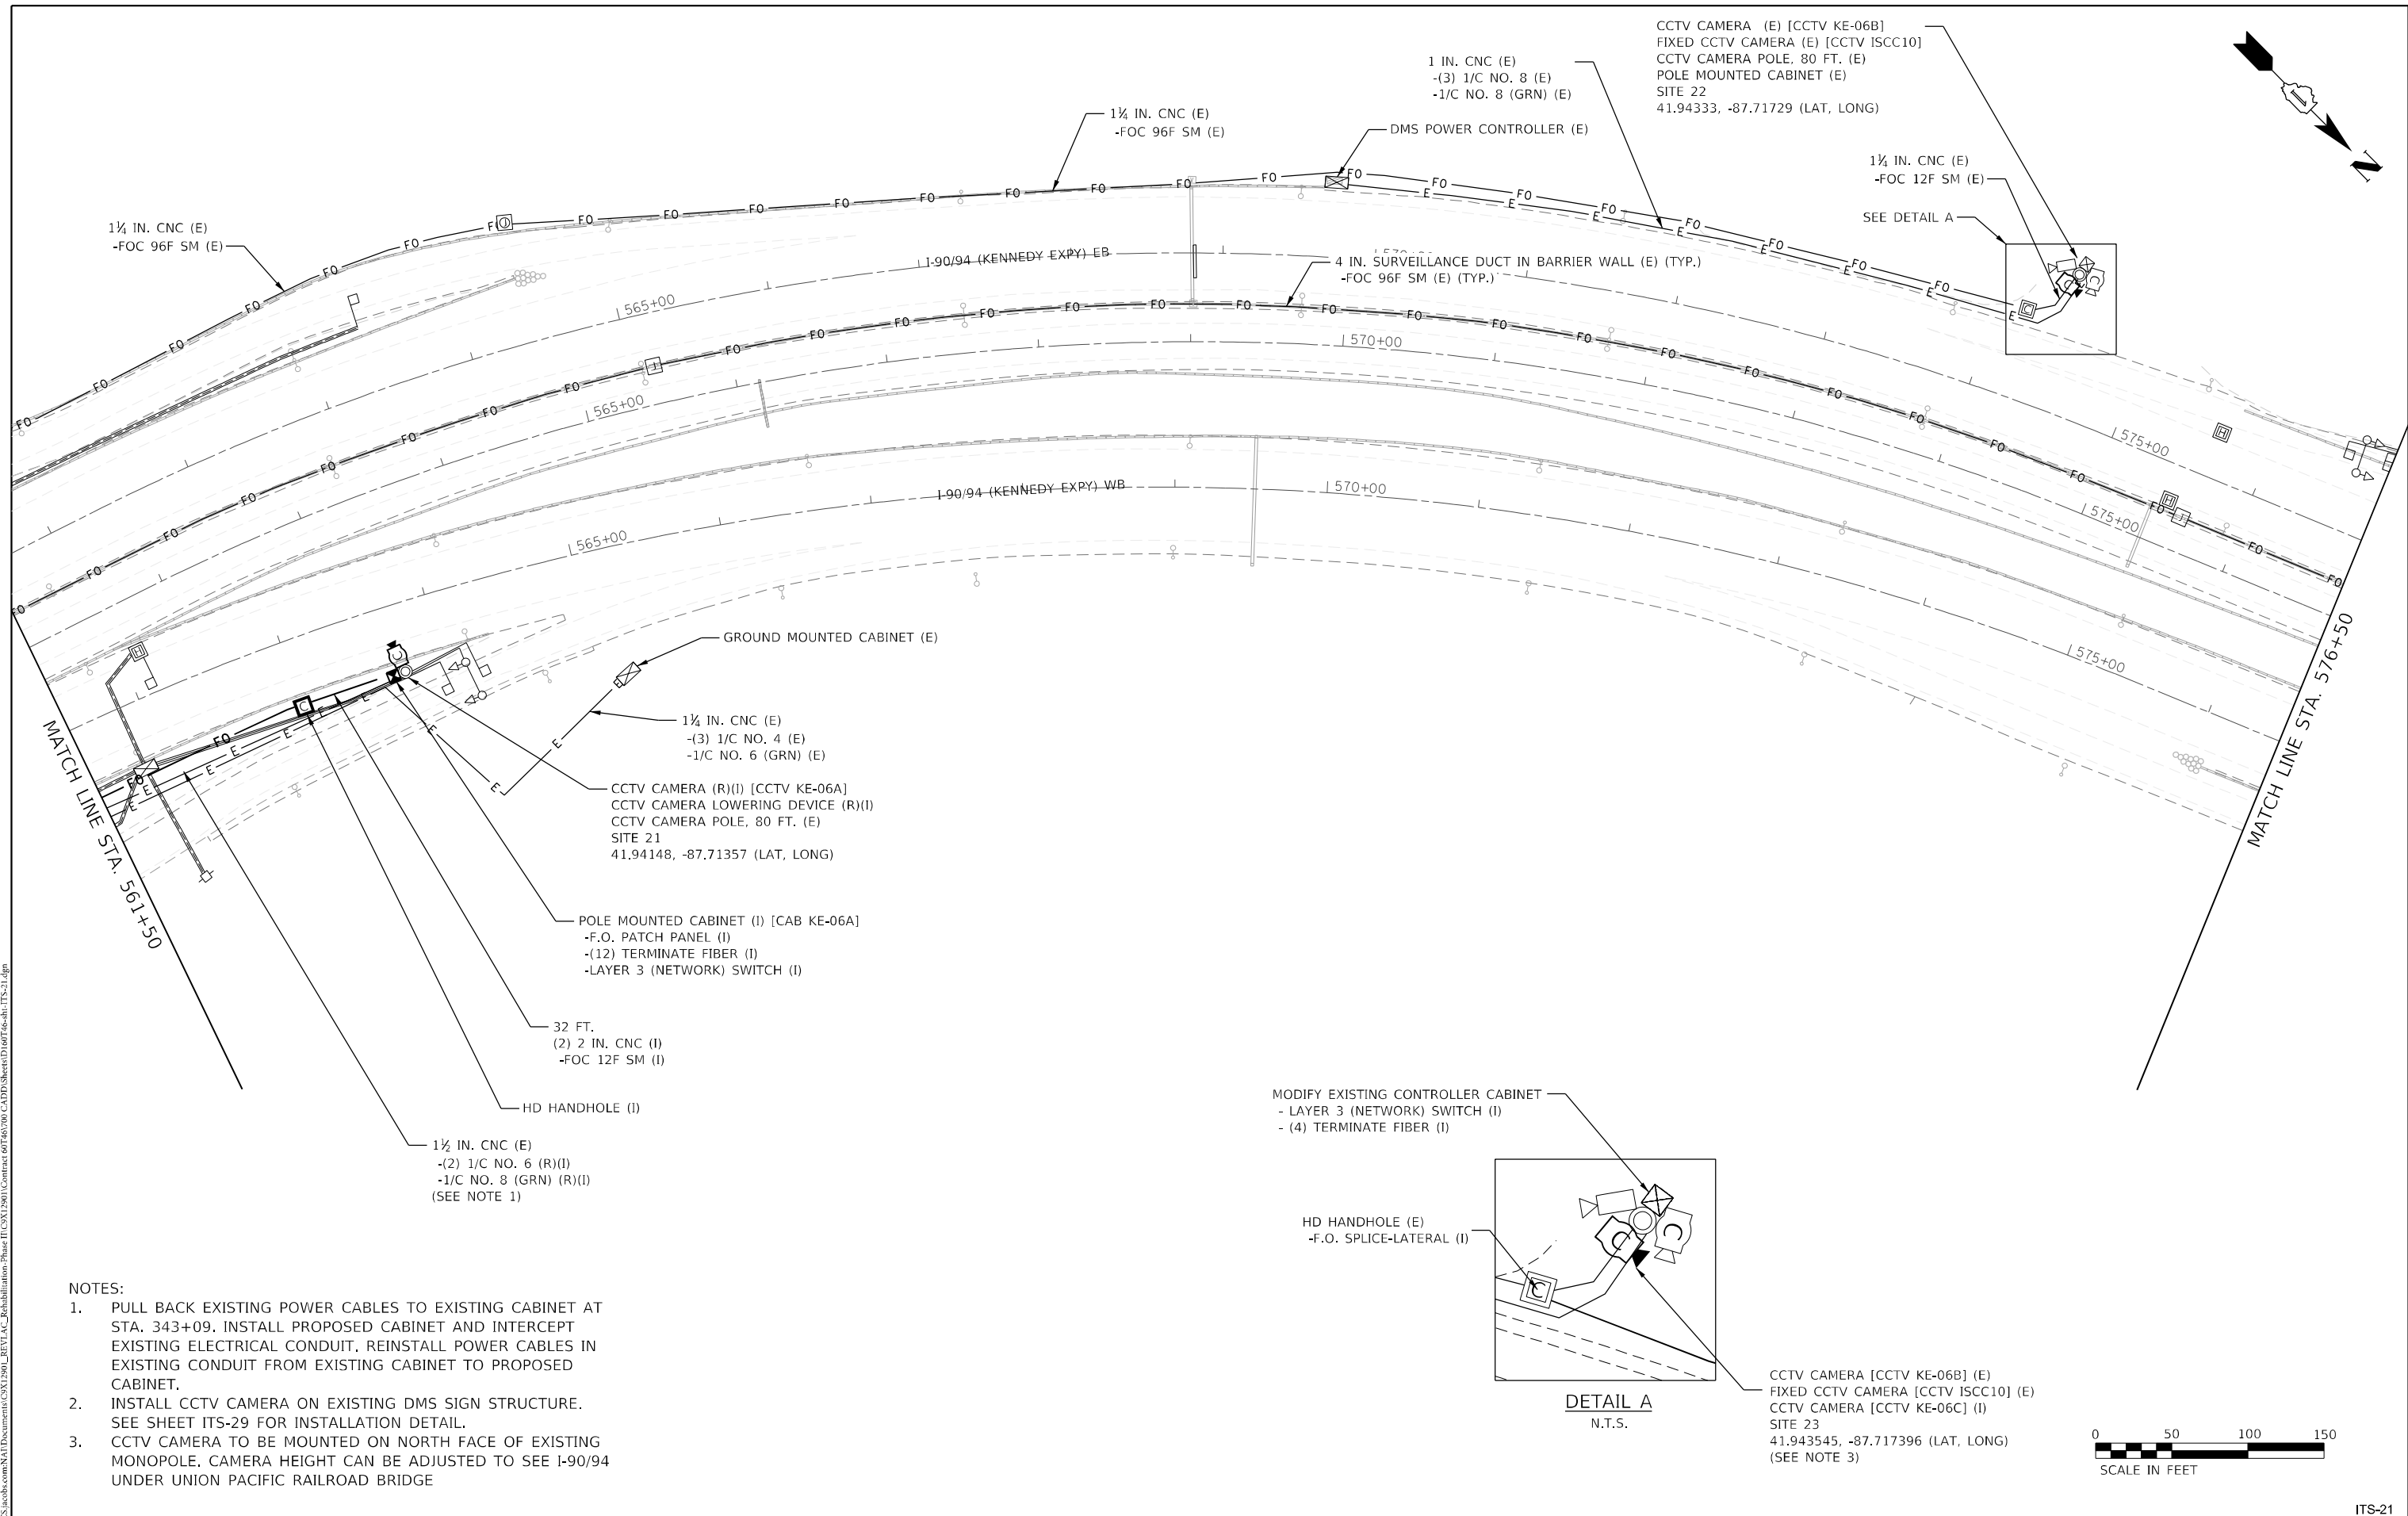 CCTV CAMERA (E) [CCTV KE-06B]
FIXED CCTV CAMERA (E) [CCTV ISCC10]
CCTV CAMERA POLE, 80 FT. (E)
POLE MOUNTED CABINET (E)
SITE 22
41.94333, -87.71729 (LAT, LONG)
1 IN. CNC (E)
-(3) 1/C NO. 8 (E)
-1/C NO. 8 (GRN) (E)
1¼ IN. CNC (E)
-FOC 96F SM (E)
DMS POWER CONTROLLER (E)
1¼ IN. CNC (E)
-FOC 12F SM (E)
SEE DETAIL A
N
1¼ IN. CNC (E)
-FOC 96F SM (E)
I-90/94 (KENNEDY EXPY) EB
4 IN. SURVEILLANCE DUCT IN BARRIER WALL (E) (TYP.)
-FOC 96F SM (E) (TYP.)
565+00
570+00
575+00
565+00
570+00
575+00
I-90/94 (KENNEDY EXPY) WB
565+00
570+00
575+00
MATCH LINE STA. 561+50
MATCH LINE STA. 576+50
GROUND MOUNTED CABINET (E)
1¼ IN. CNC (E)
-(3) 1/C NO. 4 (E)
-1/C NO. 6 (GRN) (E)
CCTV CAMERA (R)(I) [CCTV KE-06A]
CCTV CAMERA LOWERING DEVICE (R)(I)
CCTV CAMERA POLE, 80 FT. (E)
SITE 21
41.94148, -87.71357 (LAT, LONG)
POLE MOUNTED CABINET (I) [CAB KE-06A]
-F.O. PATCH PANEL (I)
-(12) TERMINATE FIBER (I)
-LAYER 3 (NETWORK) SWITCH (I)
32 FT.
(2) 2 IN. CNC (I)
-FOC 12F SM (I)
HD HANDHOLE (I)
1½ IN. CNC (E)
-(2) 1/C NO. 6 (R)(I)
-1/C NO. 8 (GRN) (R)(I)
(SEE NOTE 1)
MODIFY EXISTING CONTROLLER CABINET
- LAYER 3 (NETWORK) SWITCH (I)
- (4) TERMINATE FIBER (I)
HD HANDHOLE (E)
-F.O. SPLICE-LATERAL (I)
DETAIL A
N.T.S.
CCTV CAMERA [CCTV KE-06B] (E)
FIXED CCTV CAMERA [CCTV ISCC10] (E)
CCTV CAMERA [CCTV KE-06C] (I)
SITE 23
41.943545, -87.717396 (LAT, LONG)
(SEE NOTE 3)
NOTES:
1. PULL BACK EXISTING POWER CABLES TO EXISTING CABINET AT
STA. 343+09. INSTALL PROPOSED CABINET AND INTERCEPT
EXISTING ELECTRICAL CONDUIT. REINSTALL POWER CABLES IN
EXISTING CONDUIT FROM EXISTING CABINET TO PROPOSED
CABINET.
2. INSTALL CCTV CAMERA ON EXISTING DMS SIGN STRUCTURE.
SEE SHEET ITS-29 FOR INSTALLATION DETAIL.
3. CCTV CAMERA TO BE MOUNTED ON NORTH FACE OF EXISTING
MONOPOLE. CAMERA HEIGHT CAN BE ADJUSTED TO SEE I-90/94
UNDER UNION PACIFIC RAILROAD BRIDGE
0 50 100 150
SCALE IN FEET
ITS-21